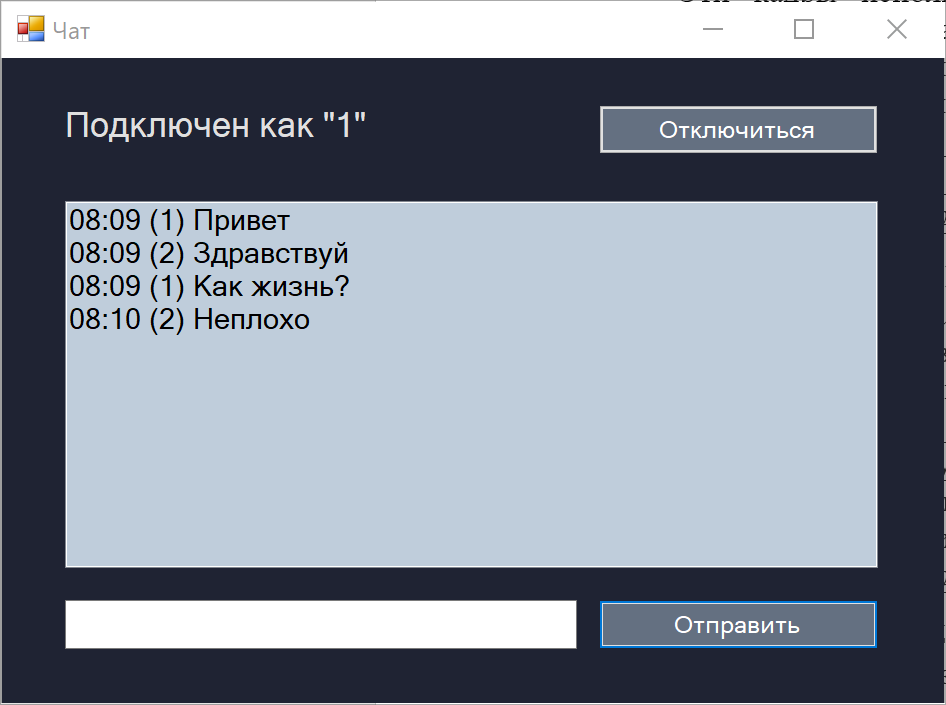 Чат
Подключен как "1"
Отключиться
08:09 (1) Привет
08:09 (2) Здравствуй
08:09 (1) Как жизнь?
08:10 (2) Неплохо
Отправить